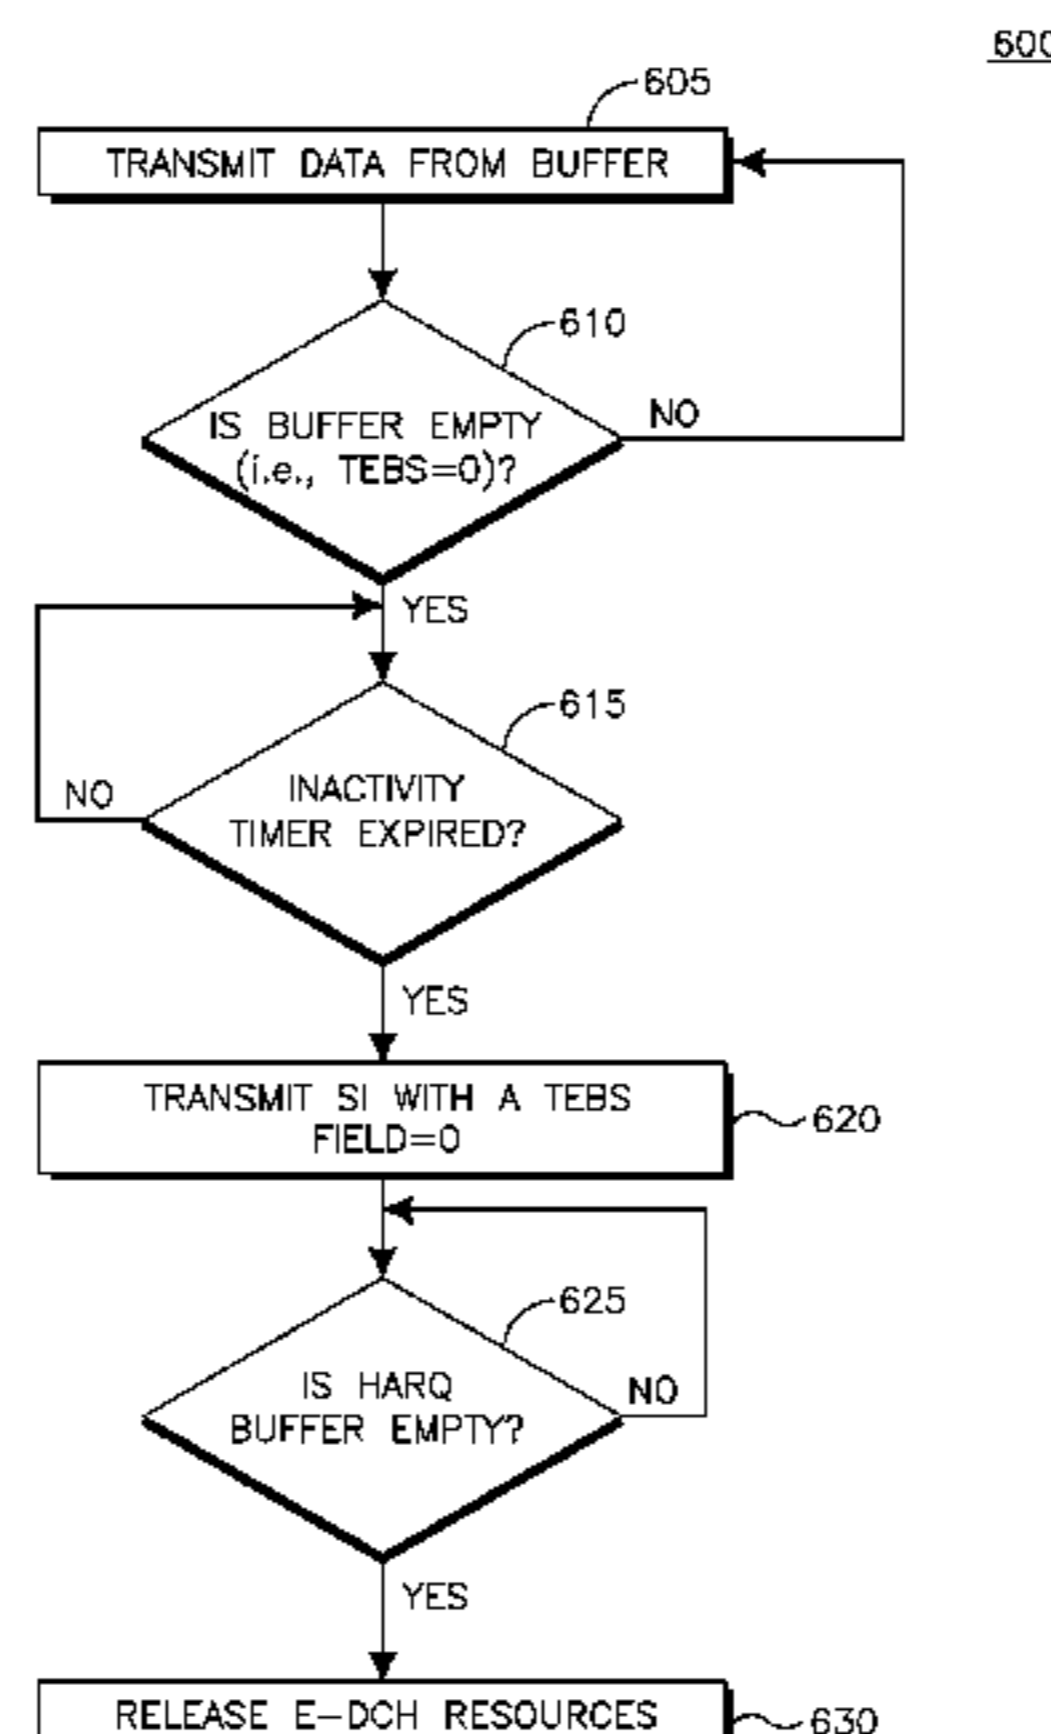 600
605
TRANSMIT DATA FROM BUFFER
610
IS BUFFER EMPTY
(i.e., TEBS=0)?
NO
YES
615
INACTIVITY
TIMER EXPIRED?
NO
YES
TRANSMIT SI WITH A TEBS
FIELD=0
620
625
IS HARQ
BUFFER EMPTY?
NO
YES
RELEASE E-DCH RESOURCES
630